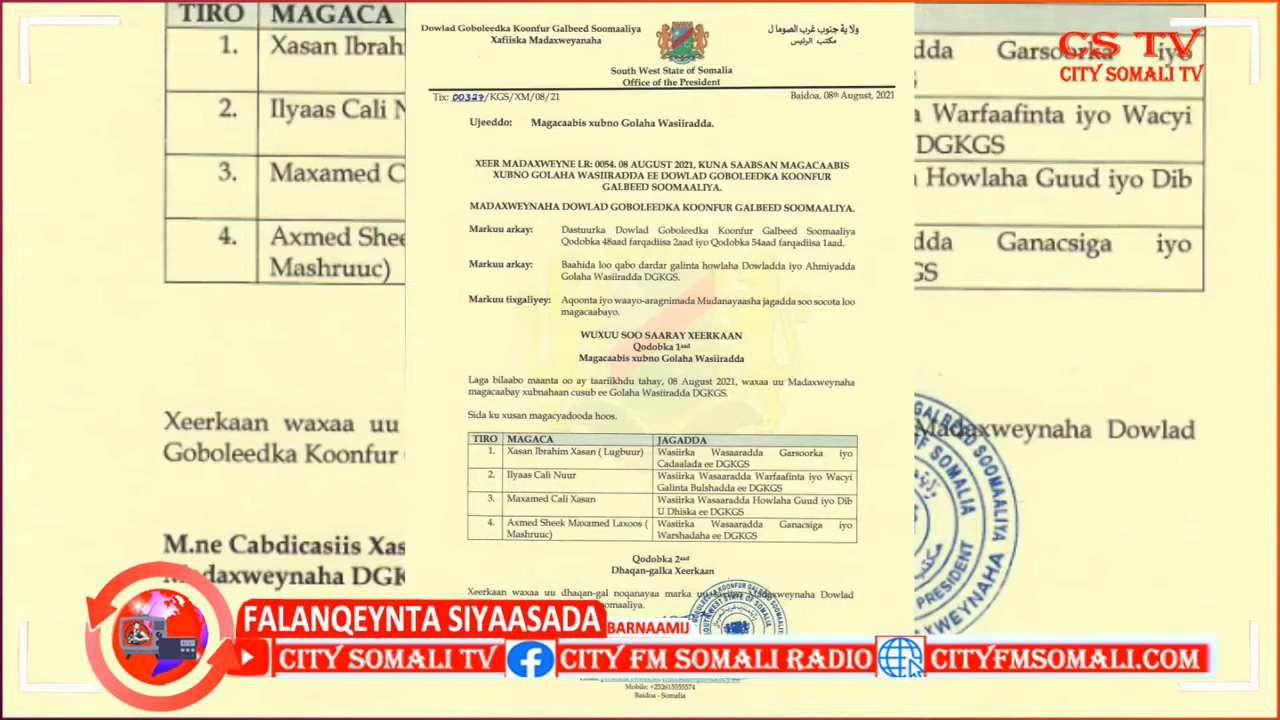 TIRO MAGACA
1. Xasan Ibrahi
2. Ilyaas Cali N
3. Maxamed C
4. Axmed Shee
Mashruuc)
Xeerkaan waxaa uu
Goboleedka Koonfur
M.ne Cabdicasiis Xas
Madaxweynaha DGK
Dowlad Goboleedka Koonfur Galbeed Soomaaliya
Xafiiska Madaxweynaha
ولاية جنوب غرب الصومال
مكتب الرئيس
South West State of Somalia
Office of the President
Tix: 00327/KGS/XM/08/21
Baidoa, 08th August, 2021
Ujeeddo: Magacaabis xubno Golaha Wasiiradda.
XEER MADAXWEYNE LR: 0054. 08 AUGUST 2021, KUNA SAABSAN MAGACAABIS
XUBNO GOLAHA WASIIRADDA EE DOWLAD GOBOLEEDKA KOONFUR
GALBEED SOOMAALIYA.
MADAXWEYNAHA DOWLAD GOBOLEEDKA KOONFUR GALBEED SOOMAALIYA.
Markuu arkay: Dastuurka Dowlad Goboleedka Koonfur Galbeed Soomaaliya
Qodobka 48aad farqadiisa 2aad iyo Qodobka 54aad farqadiisa 1aad.
Markuu arkay: Baahida loo qabo dardar galinta howlaha Dowladda iyo Ahmiyadda
Golaha Wasiiradda DGKGS.
Markuu tixgaliyey: Aqoonta iyo waayo-aragnimada Mudanayaasha jagadda soo socota loo
magacaabayo.
WUXUU SOO SAARAY XEERKAAN
Qodobka 1aad
Magacaabis xubno Golaha Wasiiradda
Laga bilaabo maanta oo ay taariikhdu tahay, 08 August 2021, waxaa uu Madaxweynaha
magacaabay xubnahaan cusub ee Golaha Wasiiradda DGKGS.
Sida ku xusan magacyadooda hoos.
TIRO MAGACA JAGADDA
1. Xasan Ibrahim Xasan ( Lugbuur) Wasiirka Wasaaradda Garsoorka iyo
Cadaalada ee DGKGS
2. Ilyaas Cali Nuur Wasiirka Wasaaradda Warfaafinta iyo Wacyi
Galinta Bulshadda ee DGKGS
3. Maxamed Cali Xasan Wasiirka Wasaaradda Howlaha Guud iyo Dib
U Dhiska ee DGKGS
4. Axmed Sheek Maxamed Laxoos ( Wasiirka Wasaaradda Ganacsiga iyo
Mashruuc) Warshadaha ee DGKGS
Qodobka 2aad
Dhaqan-galka Xeerkaan
Xeerkaan waxaa uu dhaqan-gal noqanayaa marka uu Madaxweynaha Dowlad
Mobile: +252615555574
Baidoa - Somalia
dda Garsoorka iyo
a Warfaafinta iyo Wacyi
DGKGS
Howlaha Guud iyo Dib
dda Ganacsiga iyo
GS
Madaxweynaha Dowlad
CS TV
CITY SOMALI TV
FALANQEYNTA SIYAASADA
BARNAAMIJ
CITY SOMALI TV
CITY FM SOMALI RADIO
CITYFMSOMALI.COM